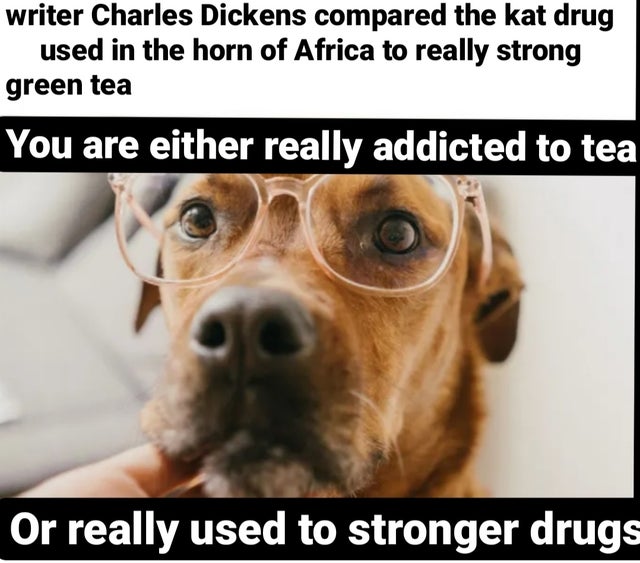 writer Charles Dickens compared the kat drug
used in the horn of Africa to really strong
green tea
You are either really addicted to tea
Or really used to stronger drugs